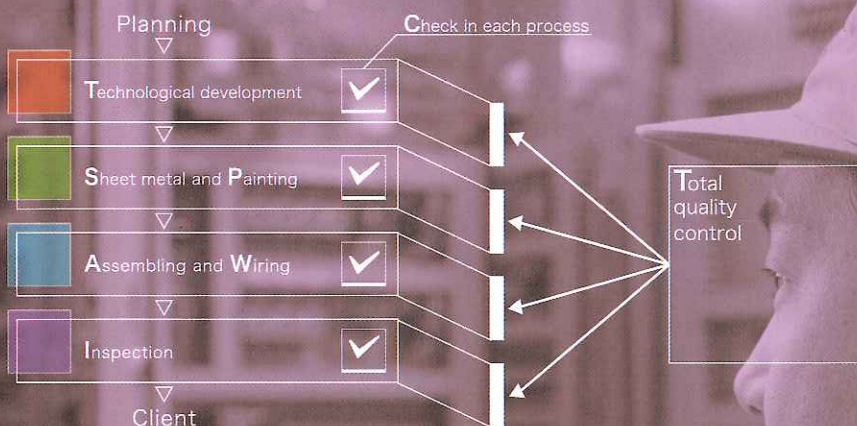 Planning
Check in each process
Technological development
Sheet metal and Painting
Assembling and Wiring
Inspection
Client
Total
quality
control